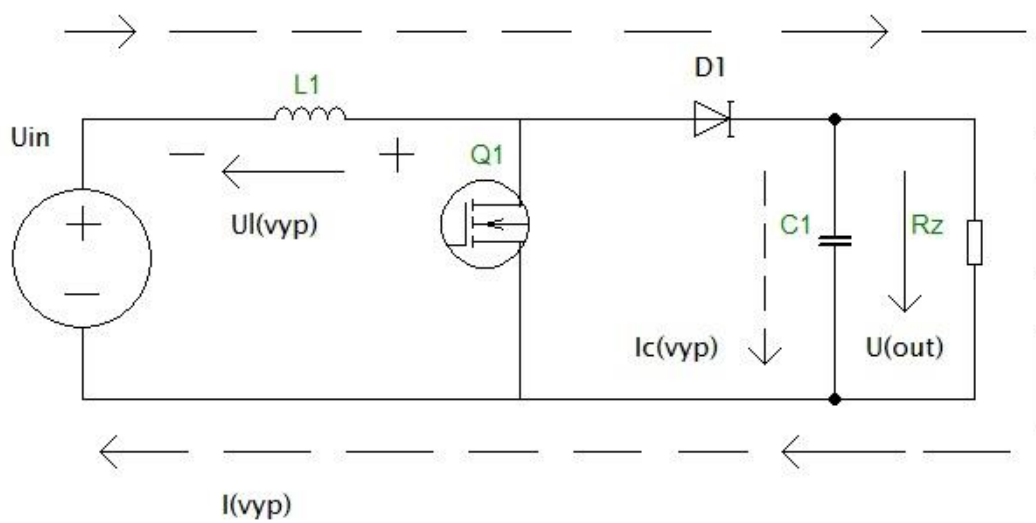 D1
L1
Uin
Q1
Ul(vyp)
C1
Rz
Ic(vyp)
U(out)
I(vyp)